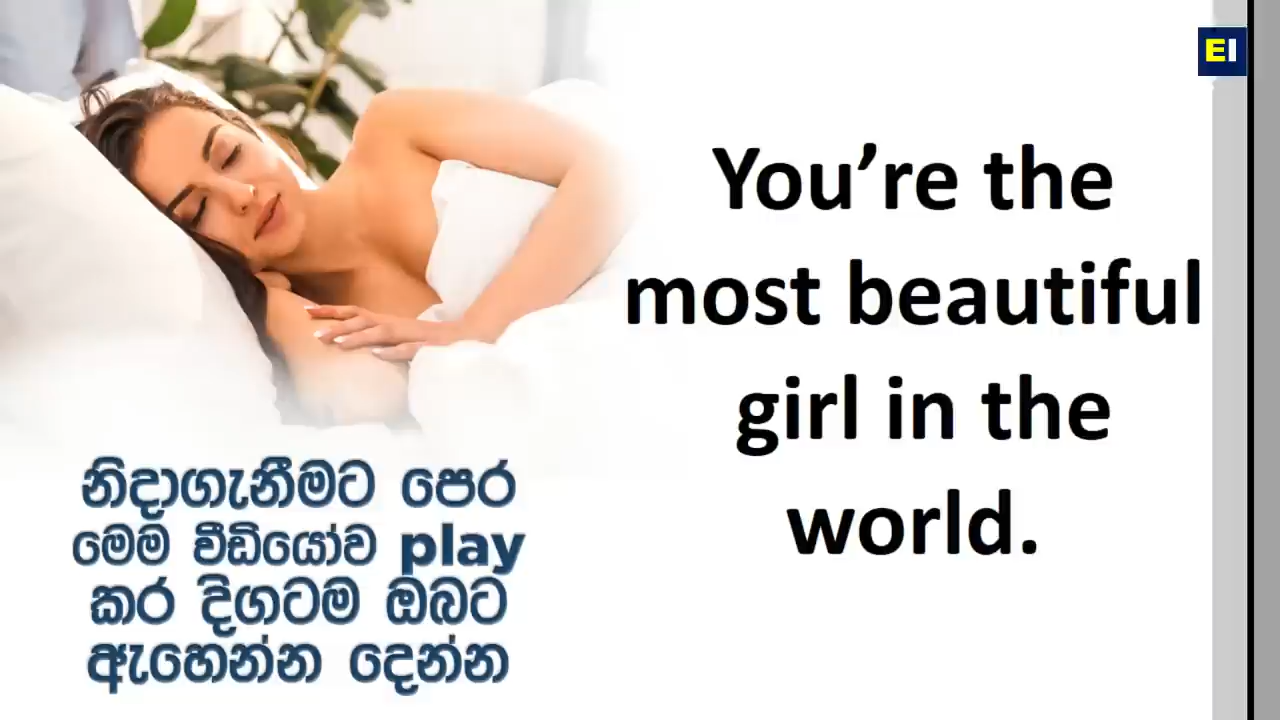 EI
You’re the
most beautiful
girl in the
world.
නිදාගැනීමට පෙර
මෙම වීඩියෝව play
කර දිගටම ඔබට
ඇහෙන්න දෙන්න